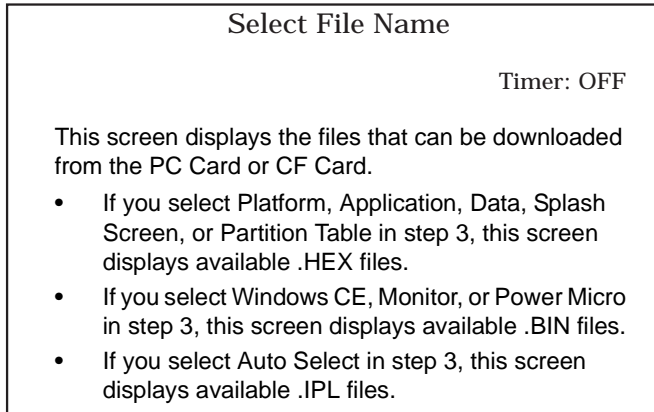 Select File Name
Timer: OFF
This screen displays the files that can be downloaded
from the PC Card or CF Card.
• If you select Platform, Application, Data, Splash
Screen, or Partition Table in step 3, this screen
displays available .HEX files.
• If you select Windows CE, Monitor, or Power Micro
in step 3, this screen displays available .BIN files.
• If you select Auto Select in step 3, this screen
displays available .IPL files.